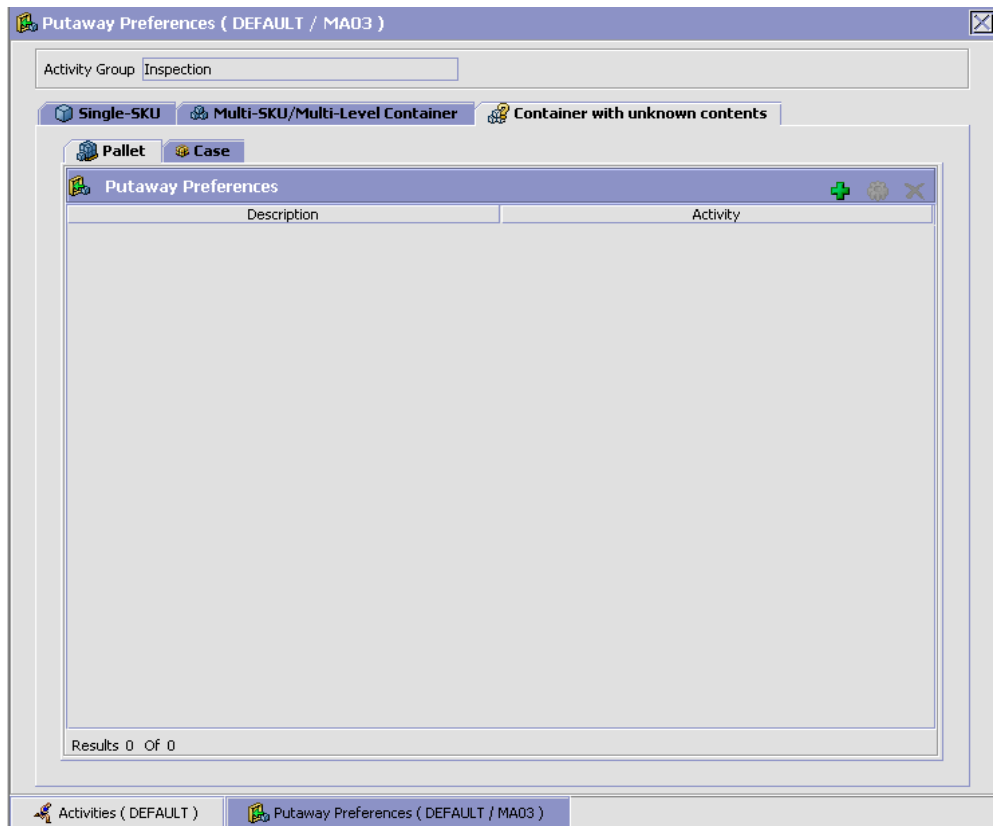 Putaway Preferences ( DEFAULT / MA03 )
Activity Group Inspection
Single-SKU Multi-SKU/Multi-Level Container Container with unknown contents
Pallet Case
Putaway Preferences
Description Activity
Results 0 Of 0
Activities ( DEFAULT ) Putaway Preferences ( DEFAULT / MA03 )